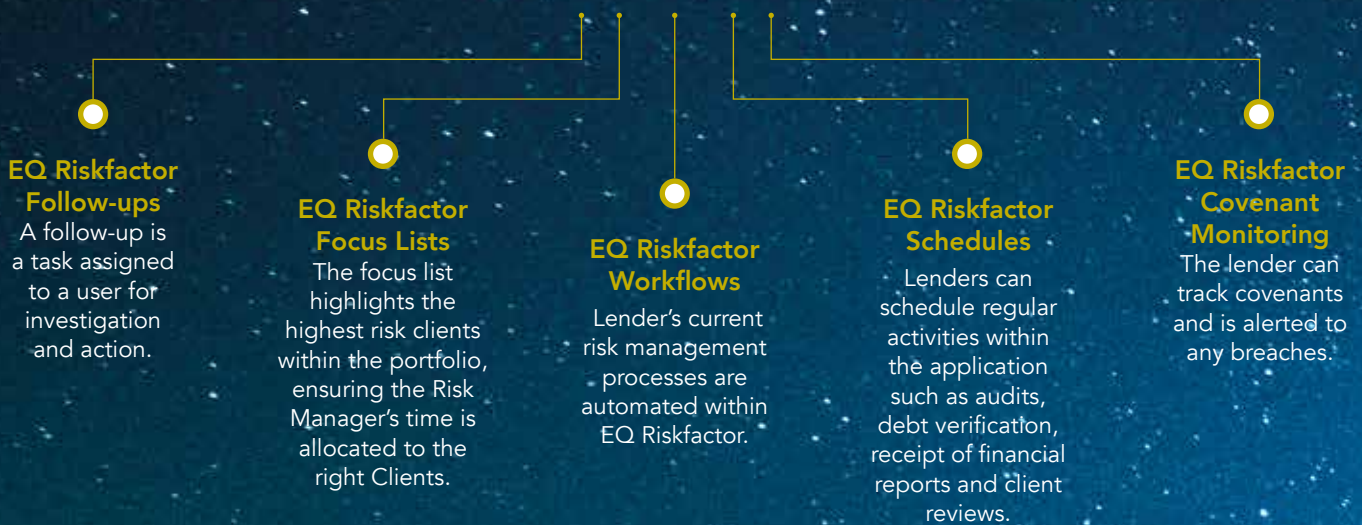 EQ Riskfactor
Follow-ups
A follow-up is
a task assigned
to a user for
investigation
and action.
EQ Riskfactor
Focus Lists
The focus list
highlights the
highest risk clients
within the portfolio,
ensuring the Risk
Manager's time is
allocated to the
right Clients.
EQ Riskfactor
Workflows
Lender's current
risk management
processes are
automated within
EQ Riskfactor.
EQ Riskfactor
Schedules
Lenders can
schedule regular
activities within
the application
such as audits,
debt verification,
receipt of financial
reports and client
reviews.
EQ Riskfactor
Covenant
Monitoring
The lender can
track covenants
and is alerted to
any breaches.